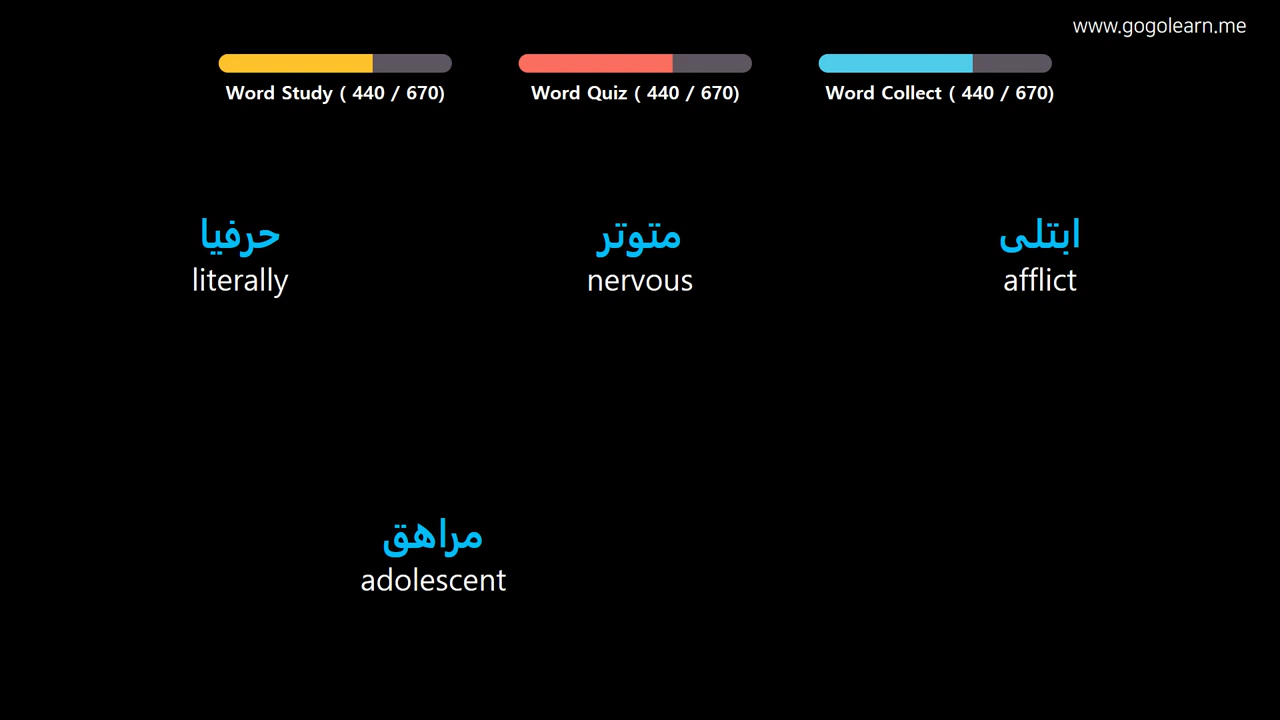 www.gogolearn.me
Word Study ( 440 / 670)
Word Quiz ( 440 / 670)
Word Collect ( 440 / 670)
حرفيا
literally
متوتر
nervous
ابتلى
afflict
مراهق
adolescent